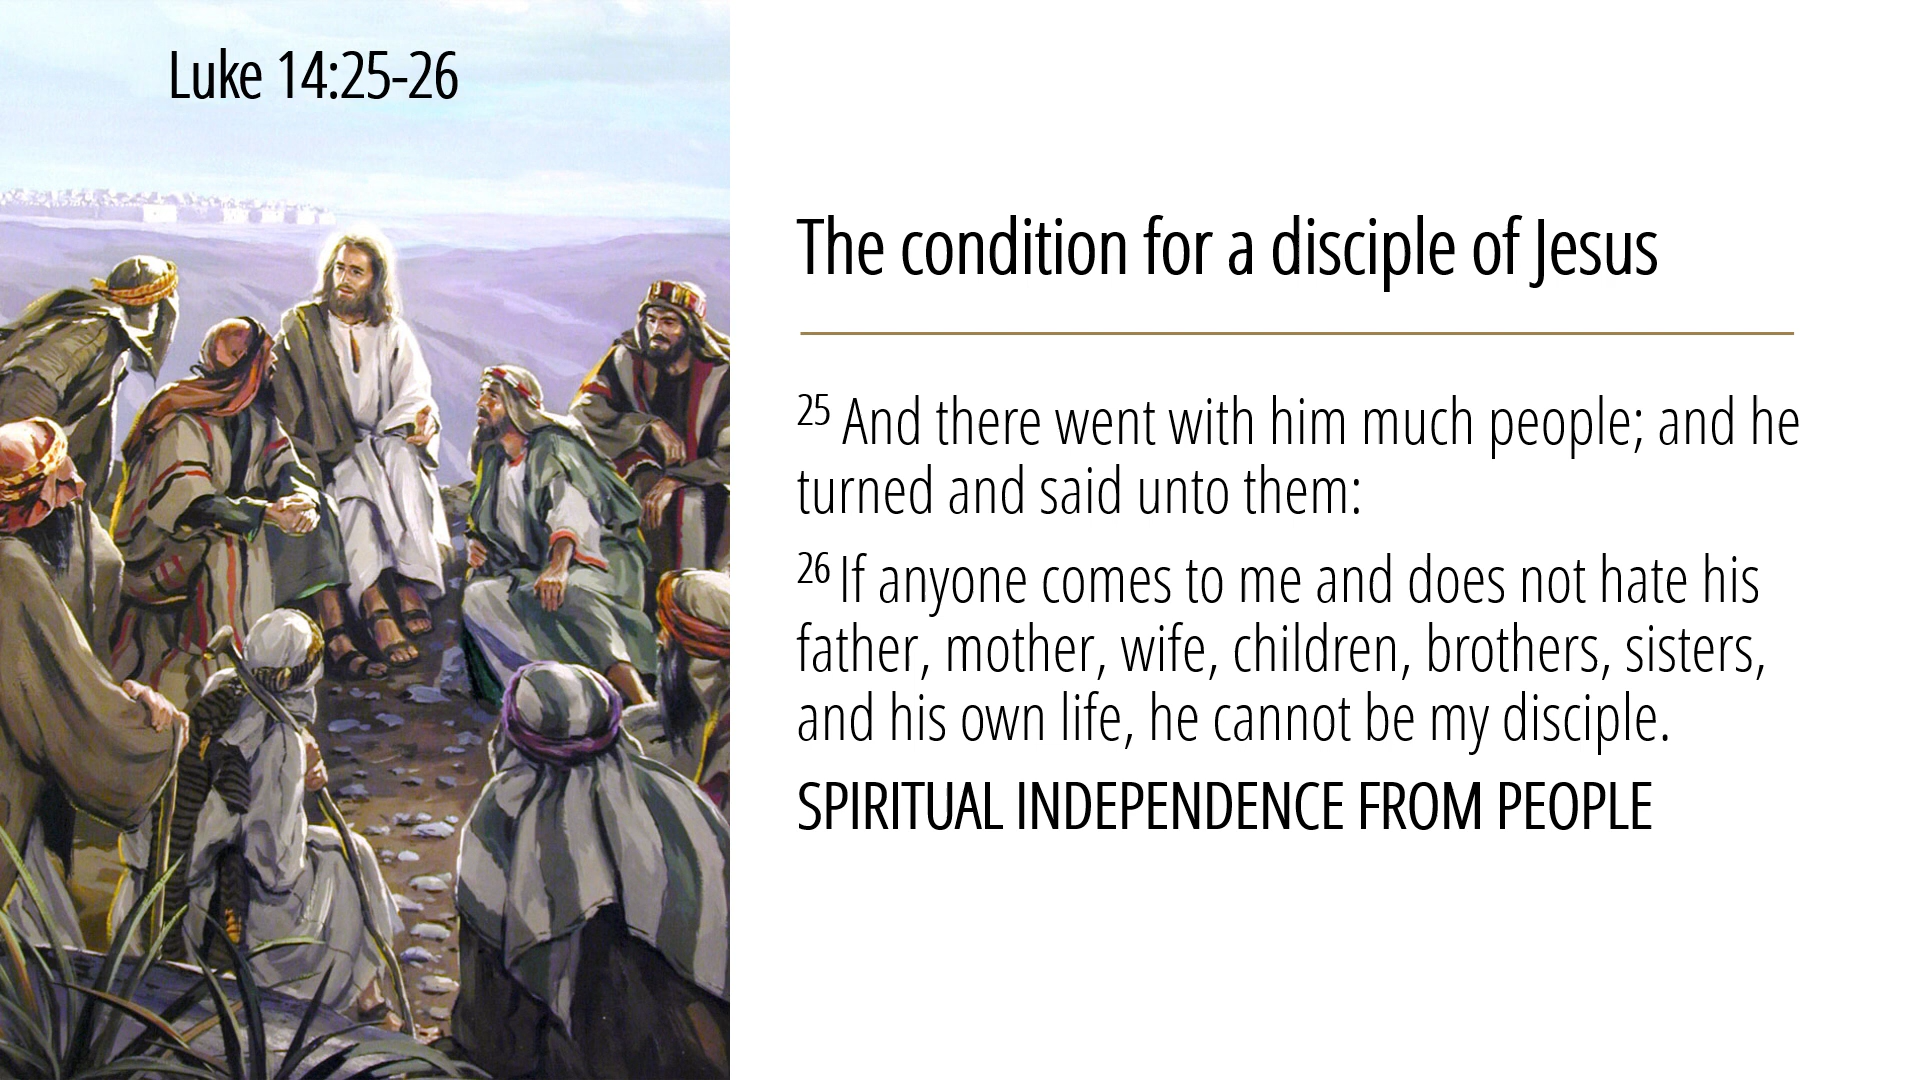 Luke 14:25-26
The condition for a disciple of Jesus
25 And there went with him much people; and he
turned and said unto them:
26 If anyone comes to me and does not hate his
father, mother, wife, children, brothers, sisters,
and his own life, he cannot be my disciple.
SPIRITUAL INDEPENDENCE FROM PEOPLE